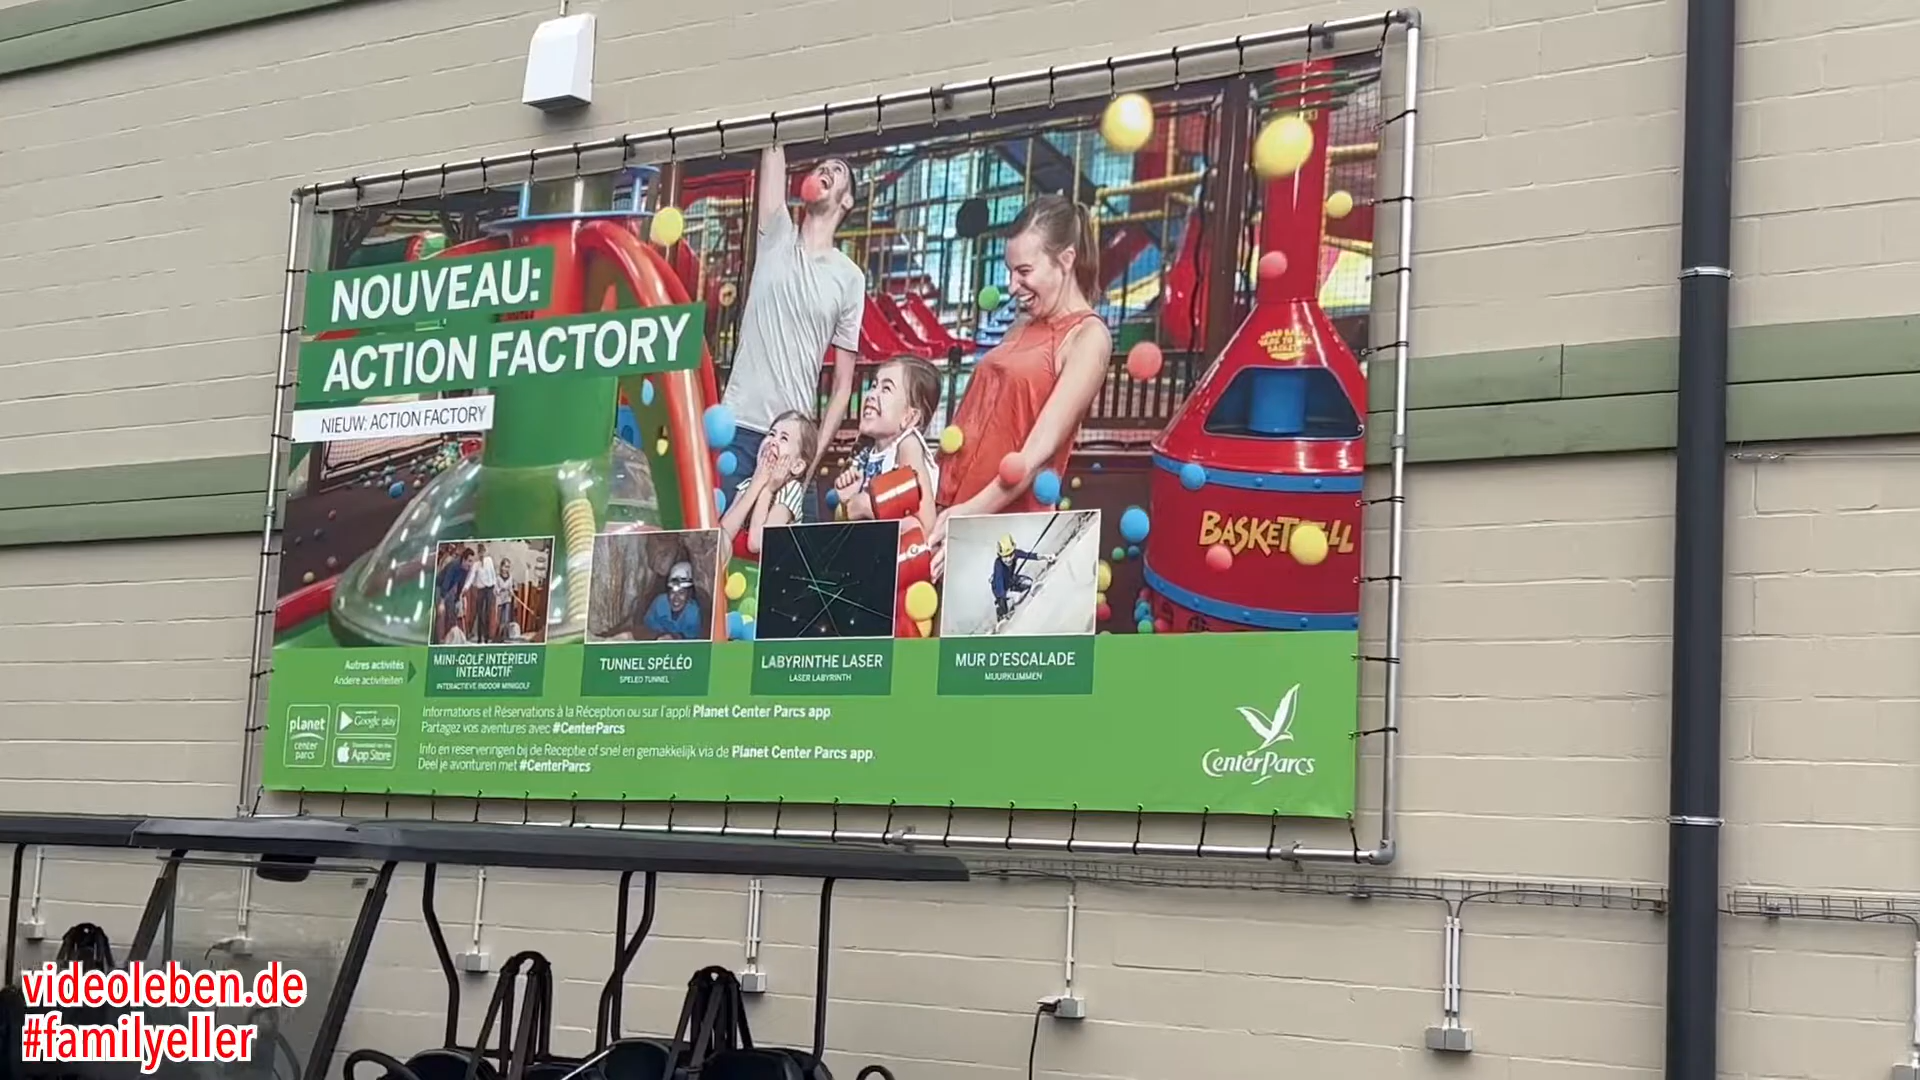 NOUVEAU:
ACTION FACTORY
NIEUW: ACTION FACTORY
Autres activités
Andere activiteiten
MINI-GOLF INTÉRIEUR
INTERACTIF
INTERACTIEVE INDOOR MINIGOLF
TUNNEL SPÉLÉO
SPELEO TUNNEL
LABYRINTHE LASER
LASER LABYRINTH
MUR D'ESCALADE
MUURKLIMMEN
Informations et Réservations à la Réception ou sur l'appli Planet Center Parcs app
Partagez vos aventures avec #CenterParcs
Info en reserveringen bij de Receptie of snel en gemakkelijk via de Planet Center Parcs app.
Deel je avonturen met #CenterParcs
planet
center
parcs
Google play
Download on the
App Store
CenterParcs
videoleben.de
#familyeller